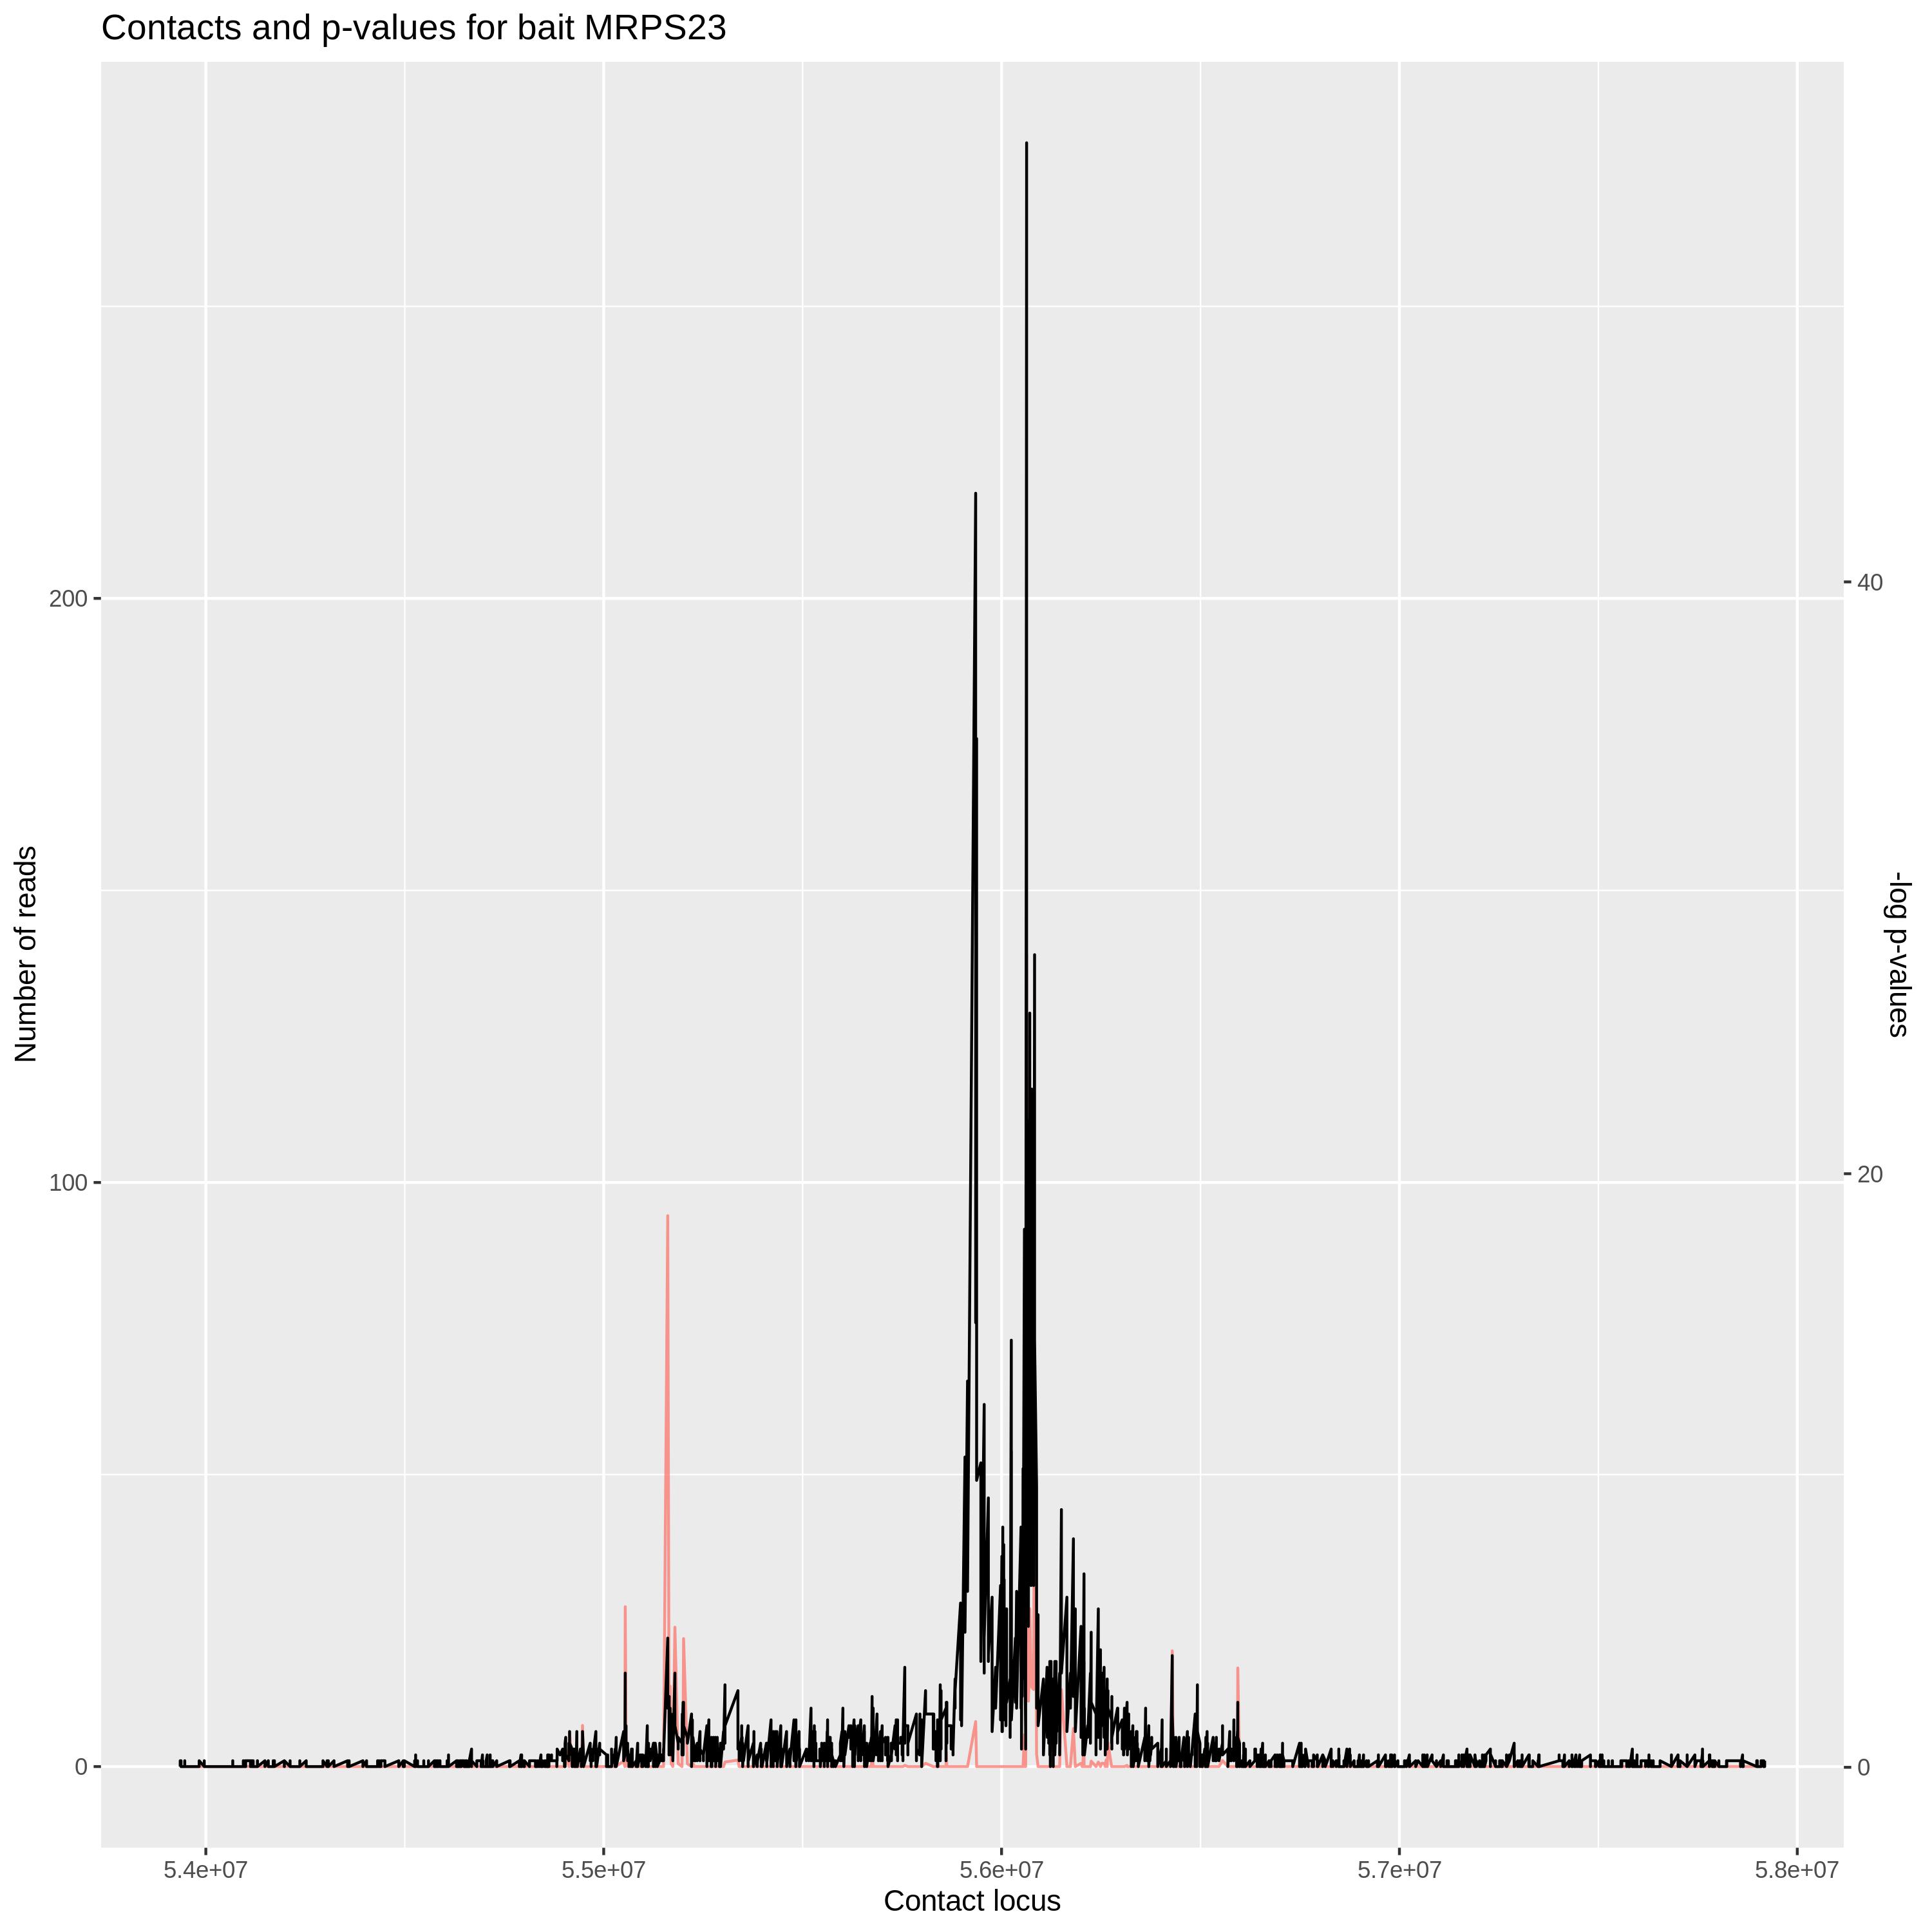 Contacts and p-values for bait MRPS23
Number of reads
200
100
0
40
20
0
-log p-values
5.4e+07 5.5e+07 5.6e+07 5.7e+07 5.8e+07
Contact locus